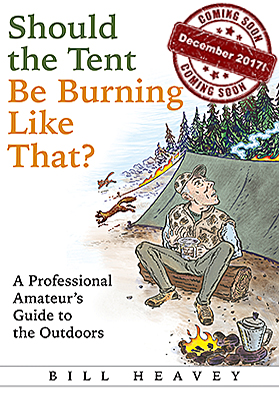 Should
the Tent
Be Burning
Like
That?
COMING SOON
December 2017!
COMING SOON
A Professional
Amateur's
Guide to
the Outdoors
BILL HEAVEY